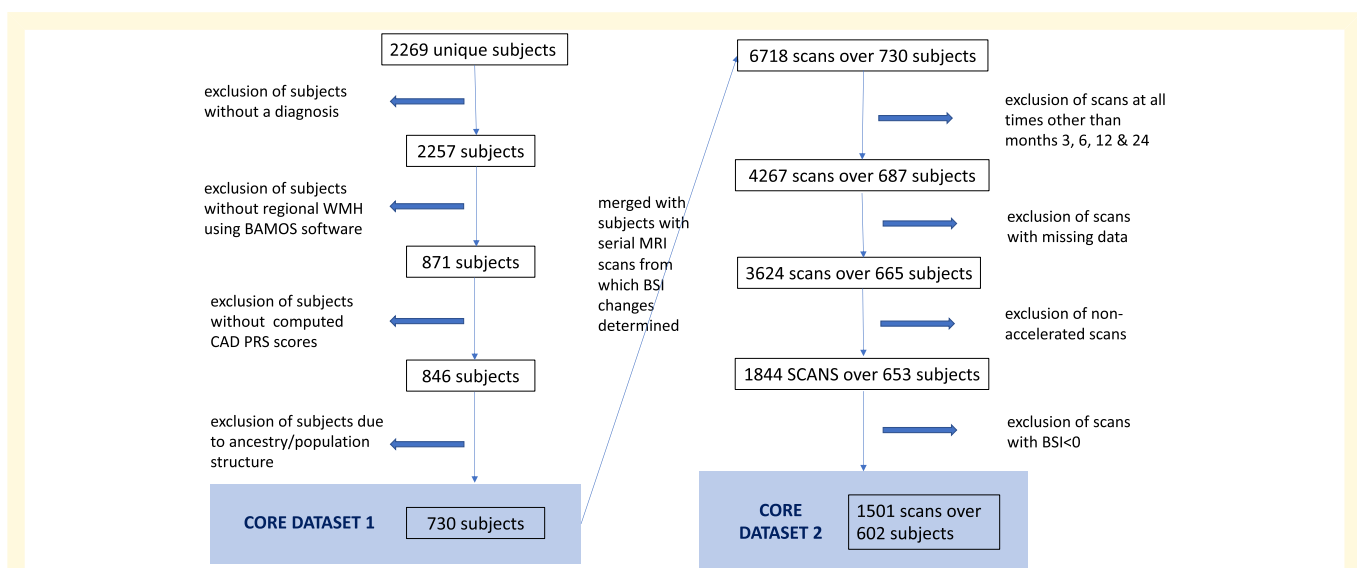 2269 unique subjects
exclusion of subjects
without a diagnosis
2257 subjects
exclusion of subjects
without regional WMH
using BAMOS software
871 subjects
exclusion of subjects
without computed
CAD PRS scores
846 subjects
exclusion of subjects due
to ancestry/population
structure
CORE DATASET 1
730 subjects
merged with
subjects with
serial MRI
scans from
which BSI
changes
determined
6718 scans over 730 subjects
exclusion of scans at all
times other than
months 3, 6, 12 & 24
4267 scans over 687 subjects
exclusion of scans
with missing data
3624 scans over 665 subjects
exclusion of non-
accelerated scans
1844 SCANS over 653 subjects
exclusion of scans
with BSI<0
CORE
DATASET 2
1501 scans over
602 subjects